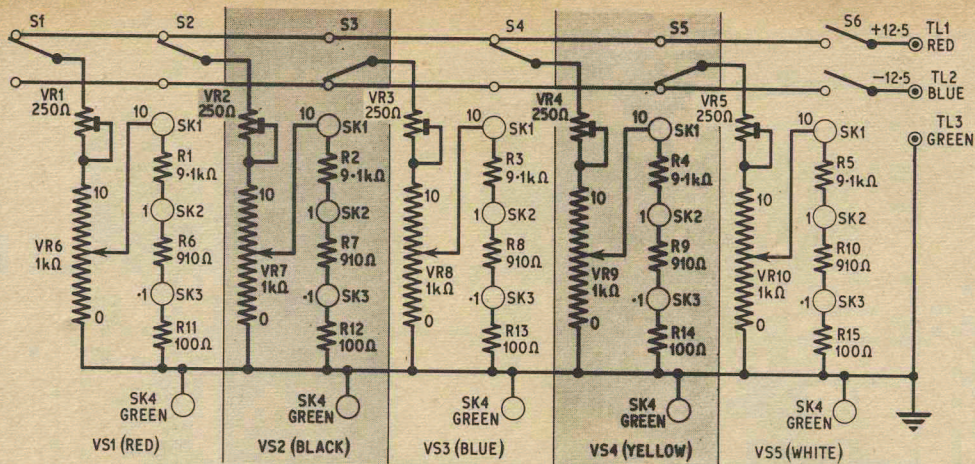 S1 S2 S3 S4 S5 S6 +12·5 TL1
RED
−12·5 TL2
BLUE
TL3
GREEN
VR1
250Ω
VR2
250Ω
VR3
250Ω
VR4
250Ω
VR5
250Ω
10 SK1
R1
9·1kΩ
10
1 SK2
VR6
1kΩ
R6
910Ω
·1 SK3
0
R11
100Ω
SK4
GREEN
VS1 (RED)
10 SK1
R2
9·1kΩ
10
1 SK2
VR7
1kΩ
R7
910Ω
·1 SK3
0
R12
100Ω
SK4
GREEN
VS2 (BLACK)
10 SK1
R3
9·1kΩ
10
1 SK2
VR8
1kΩ
R8
910Ω
·1 SK3
0
R13
100Ω
SK4
GREEN
VS3 (BLUE)
10 SK1
R4
9·1kΩ
10
1 SK2
VR9
1kΩ
R9
910Ω
·1 SK3
0
R14
100Ω
SK4
GREEN
VS4 (YELLOW)
10 SK1
R5
9·1kΩ
10
1 SK2
VR10
1kΩ
R10
910Ω
·1 SK3
0
R15
100Ω
SK4
GREEN
VS5 (WHITE)